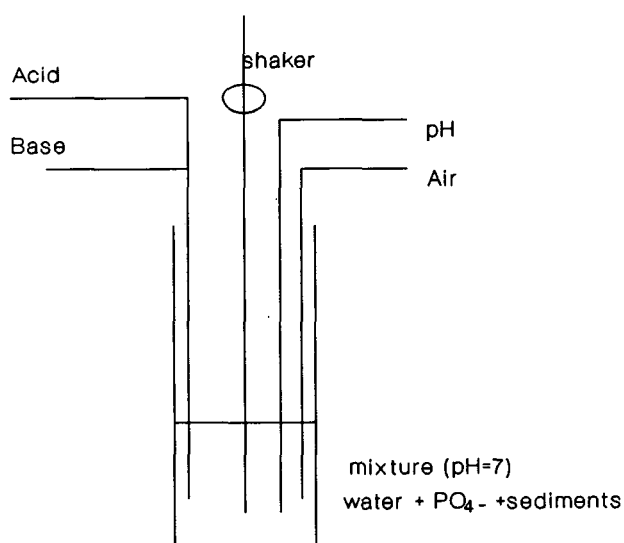 shaker
Acid
pH
Base
Air
mixture (pH=7)
water + PO₄- +sediments